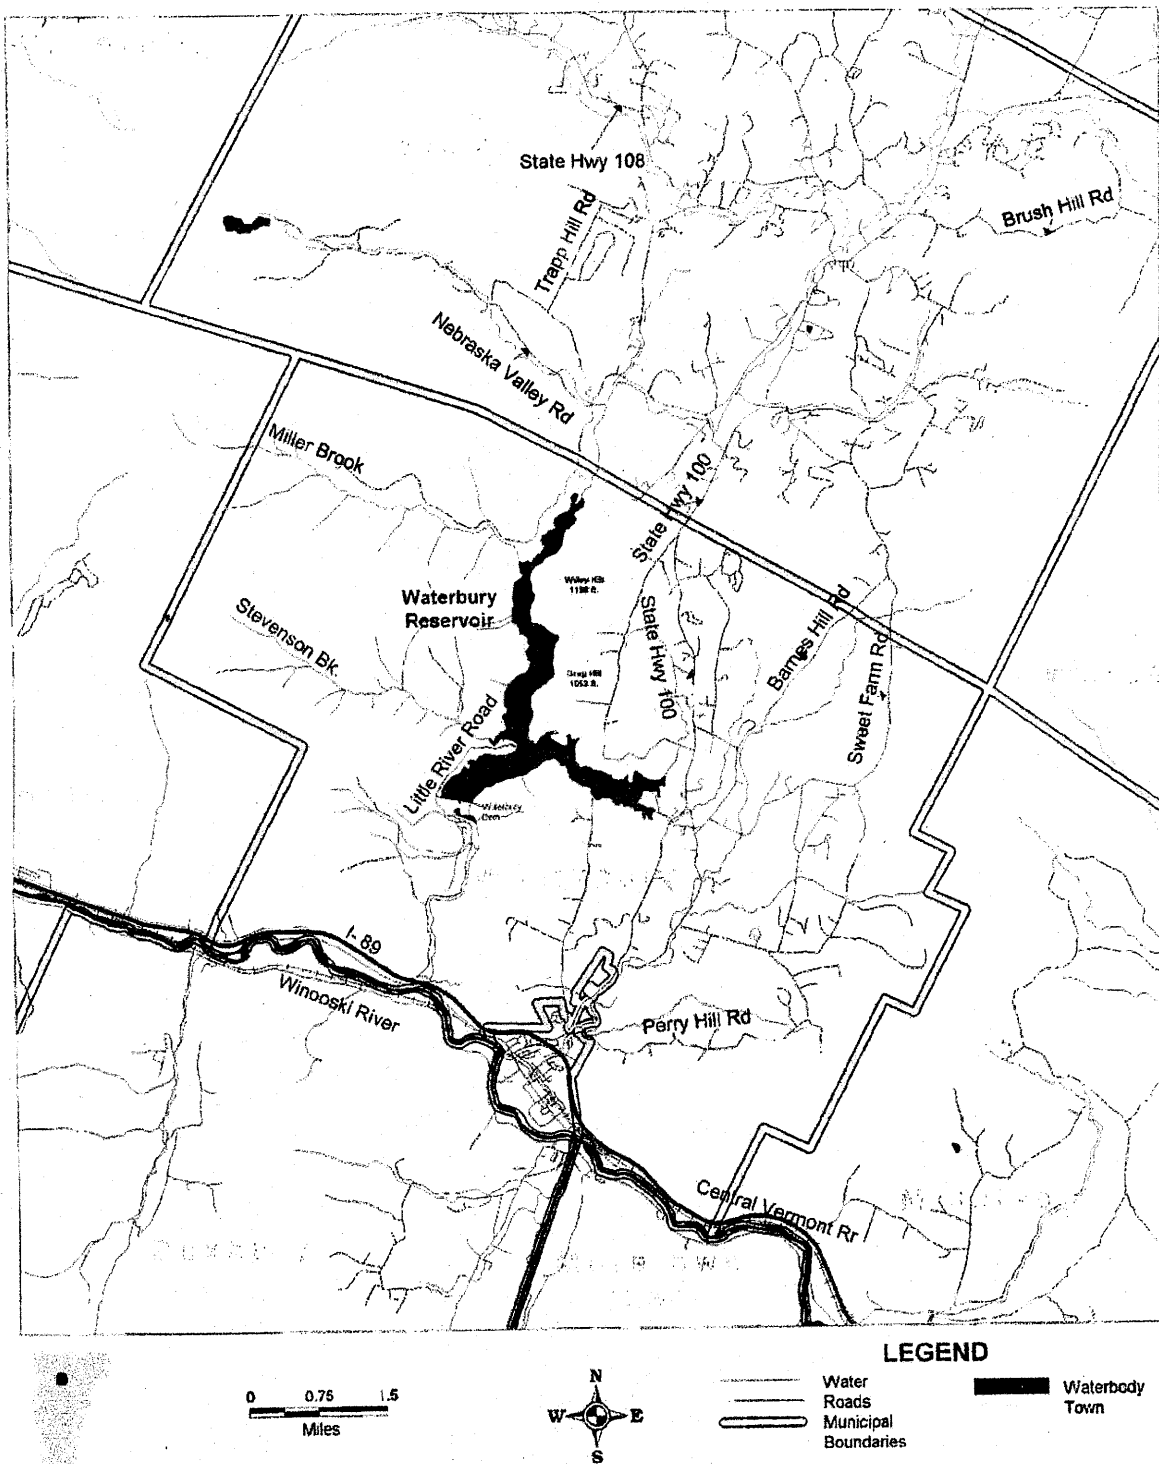 State Hwy 108
Brush Hill Rd
Trapp Hill Rd
Nebraska Valley Rd
Miller Brook
State Hwy 100
Waterbury
Reservoir
State Hwy 100
Barnes Hill Rd
Stevenson Bk.
Sweet Farm Rd
Little River Road
Waterbury
Dam
I-89
Winooski River
Perry Hill Rd
Central Vermont Rr
LEGEND
Water
Roads
Municipal
Boundaries
Waterbody
Town
0 0.75 1.5
Miles
N
W E
S